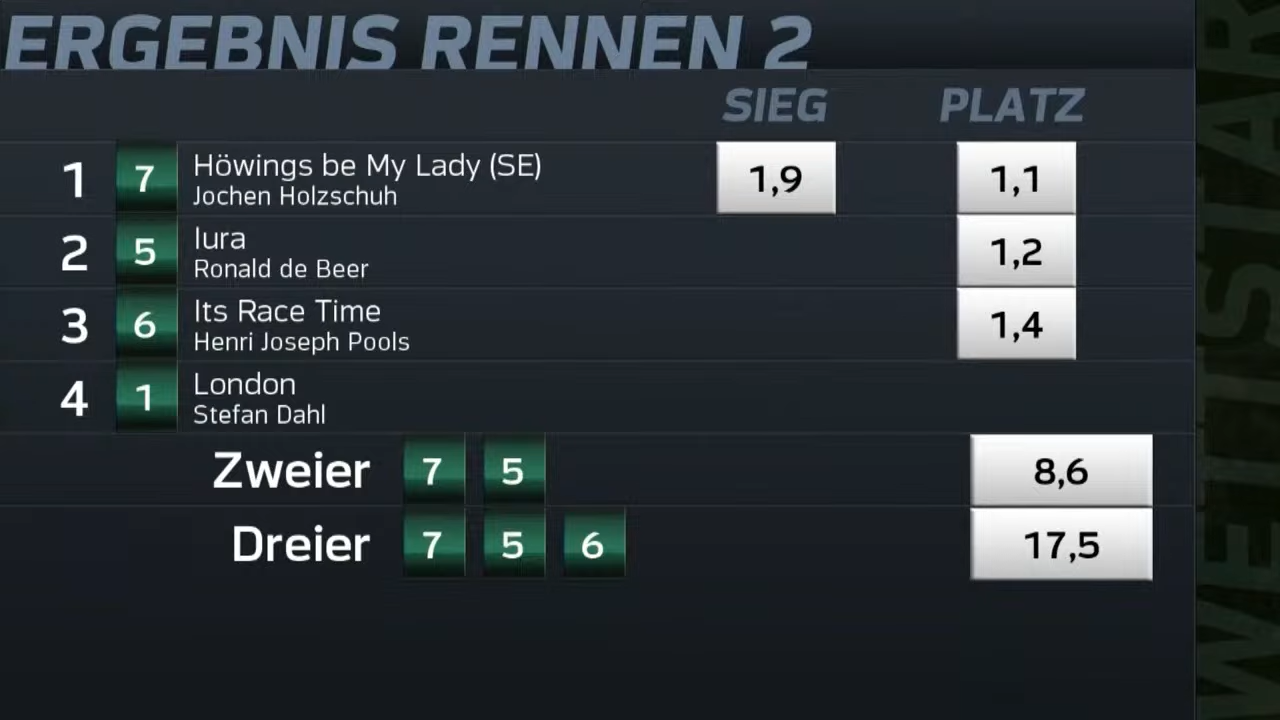 ERGEBNIS RENNEN 2
SIEG PLATZ
1 7 Höwings be My Lady (SE) 1,9 1,1
Jochen Holzschuh
2 5 Iura 1,2
Ronald de Beer
3 6 Its Race Time 1,4
Henri Joseph Pools
4 1 London
Stefan Dahl
Zweier 7 5 8,6
Dreier 7 5 6 17,5